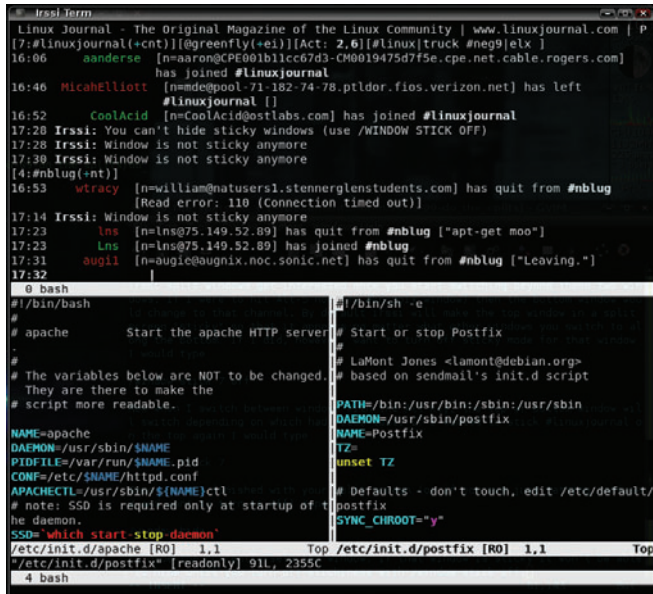 Irssi Term
Linux Journal - The Original Magazine of the Linux Community | www.linuxjournal.com | P
[7:#linuxjournal(+cnt)][@greenfly(+ei)][Act: 2,6][#linux|truck #neg9|elx ]
16:06 aanderse [n=aaron@CPE001b11cc67d3-CM0019475d7f5e.cpe.net.cable.rogers.com]
has joined #linuxjournal
16:46 MicahElliott [n=mde@pool-71-182-74-78.ptldor.fios.verizon.net] has left
#linuxjournal []
16:52 CoolAcid [n=CoolAcid@ostlabs.com] has joined #linuxjournal
17:28 Irssi: You can't hide sticky windows (use /WINDOW STICK OFF)
17:28 Irssi: Window is not sticky anymore
17:30 Irssi: Window is not sticky anymore
[4:#nblug(+nt)]
16:53 wtracy [n=william@natusers1.stennerglenstudents.com] has quit from #nblug
[Read error: 110 (Connection timed out)]
17:14 Irssi: Window is not sticky anymore
17:23 lns [n=lns@75.149.52.89] has quit from #nblug ["apt-get moo"]
17:23 Lns [n=lns@75.149.52.89] has joined #nblug
17:31 augi1 [n=augie@augnix.noc.sonic.net] has quit from #nblug ["Leaving."]
17:32
0 bash
#!/bin/bash
#
# apache Start the apache HTTP server
.
#
# The variables below are NOT to be changed.
They are there to make the
# script more readable.
NAME=apache
DAEMON=/usr/sbin/$NAME
PIDFILE=/var/run/$NAME.pid
CONF=/etc/$NAME/httpd.conf
APACHECTL=/usr/sbin/${NAME}ctl
# note: SSD is required only at startup of t
he daemon.
SSD=`which start-stop-daemon`
/etc/init.d/apache [RO] 1,1 Top
#!/bin/sh -e
# Start or stop Postfix
#
# LaMont Jones <lamont@debian.org>
# based on sendmail's init.d script
PATH=/bin:/usr/bin:/sbin:/usr/sbin
DAEMON=/usr/sbin/postfix
NAME=Postfix
TZ=
unset TZ
# Defaults - don't touch, edit /etc/default/
postfix
SYNC_CHROOT="y"
/etc/init.d/postfix [RO] 1,1 Top
"/etc/init.d/postfix" [readonly] 91L, 2355C
4 bash